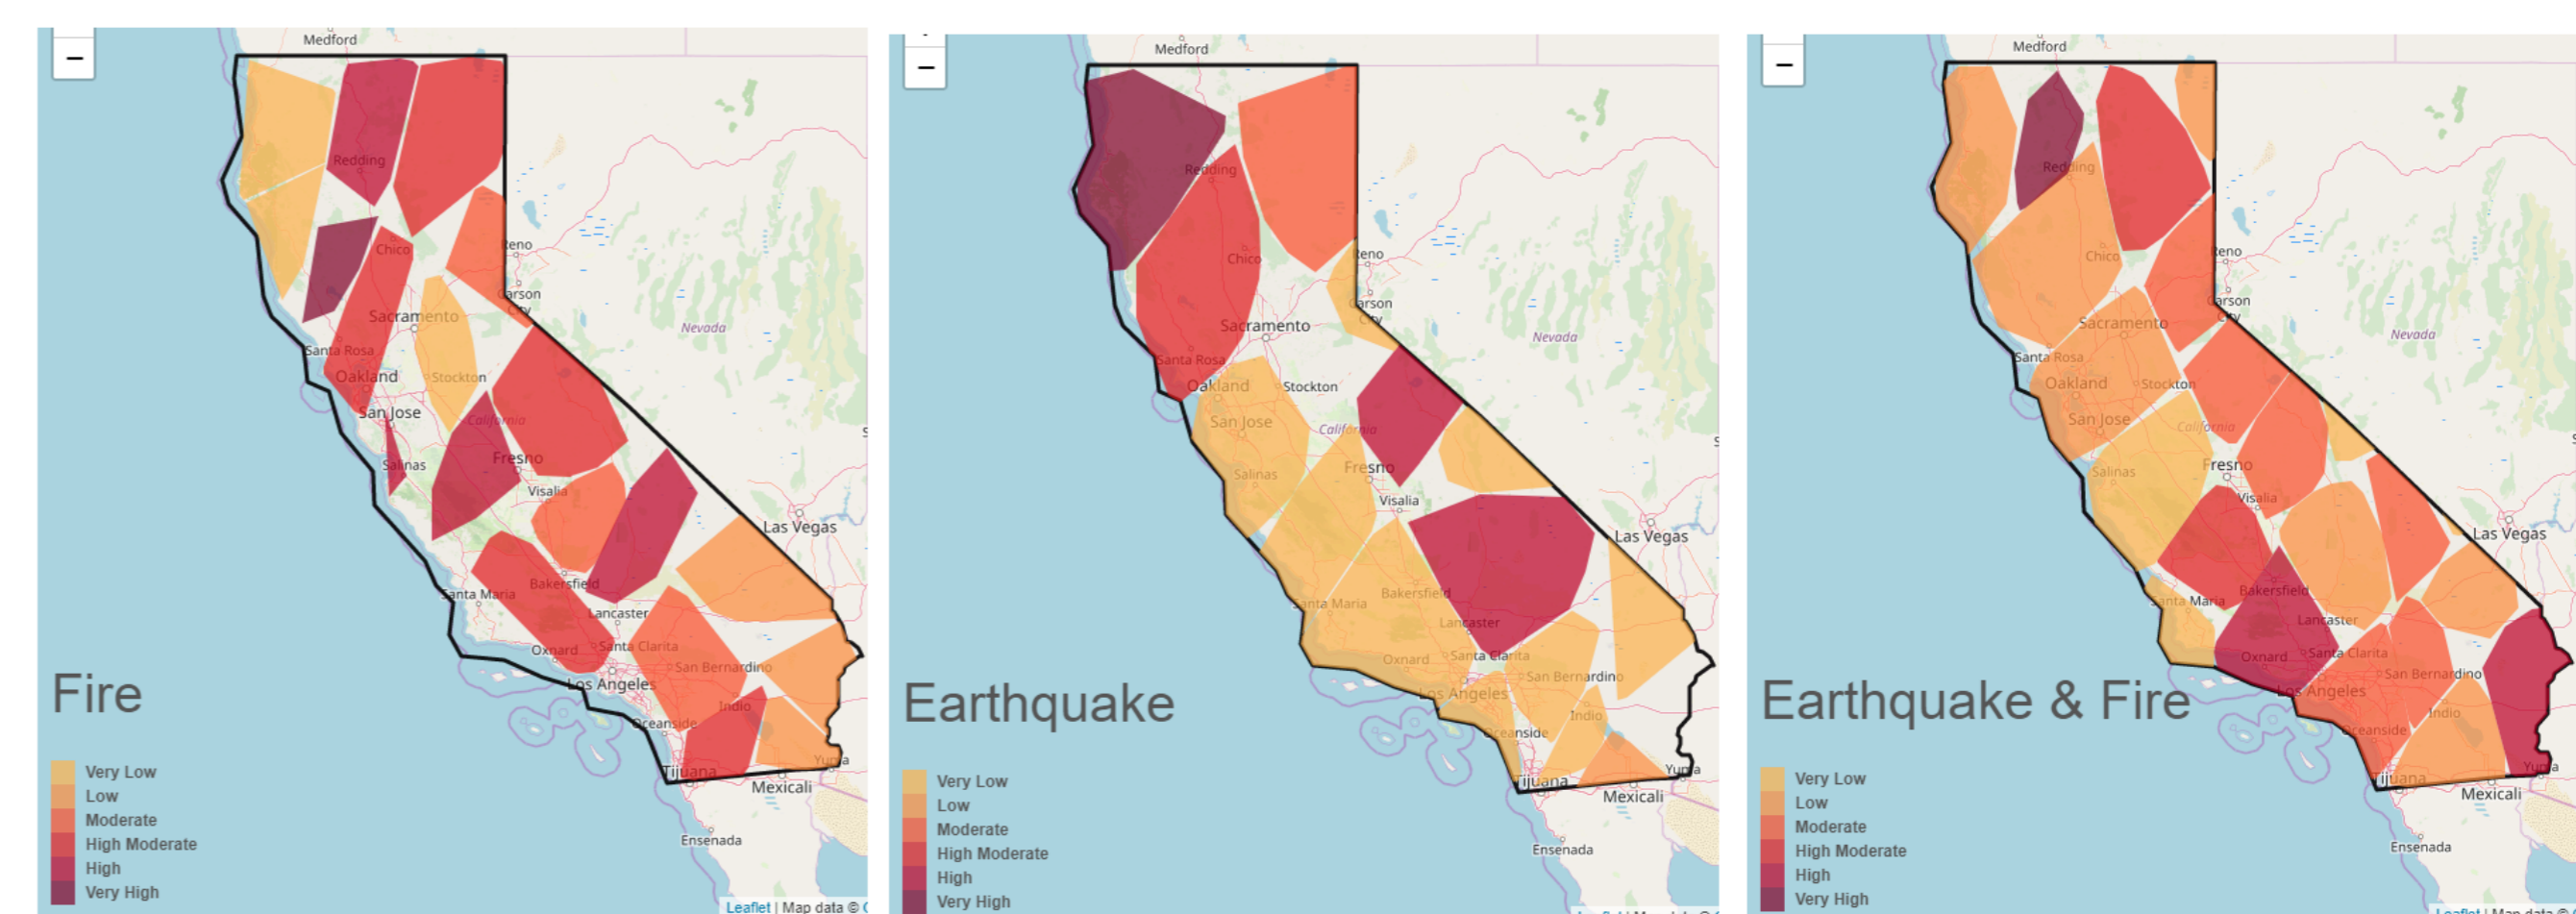 −
Medford
Redding
Chico
Reno
Carson
City
Sacramento
Nevada
Santa Rosa
Oakland
Stockton
San Jose
California
Salinas
Fresno
Visalia
Las Vegas
Bakersfield
Santa Maria
Lancaster
Oxnard
Santa Clarita
San Bernardino
Los Angeles
Indio
Oceanside
Yuma
Tijuana
Mexicali
Ensenada
Fire
Very Low
Low
Moderate
High Moderate
High
Very High
Leaflet | Map data ©
−
Medford
Redding
Chico
Reno
Carson
City
Sacramento
Nevada
Santa Rosa
Oakland
Stockton
San Jose
California
Salinas
Fresno
Visalia
Las Vegas
Bakersfield
Santa Maria
Lancaster
Oxnard
Santa Clarita
San Bernardino
Los Angeles
Indio
Oceanside
Yuma
Tijuana
Mexicali
Ensenada
Earthquake
Very Low
Low
Moderate
High Moderate
High
Very High
−
Medford
Redding
Chico
Reno
Carson
City
Sacramento
Nevada
Santa Rosa
Oakland
Stockton
San Jose
California
Salinas
Fresno
Visalia
Las Vegas
Bakersfield
Santa Maria
Lancaster
Oxnard
Santa Clarita
San Bernardino
Los Angeles
Indio
Oceanside
Yuma
Tijuana
Mexicali
Ensenada
Earthquake & Fire
Very Low
Low
Moderate
High Moderate
High
Very High